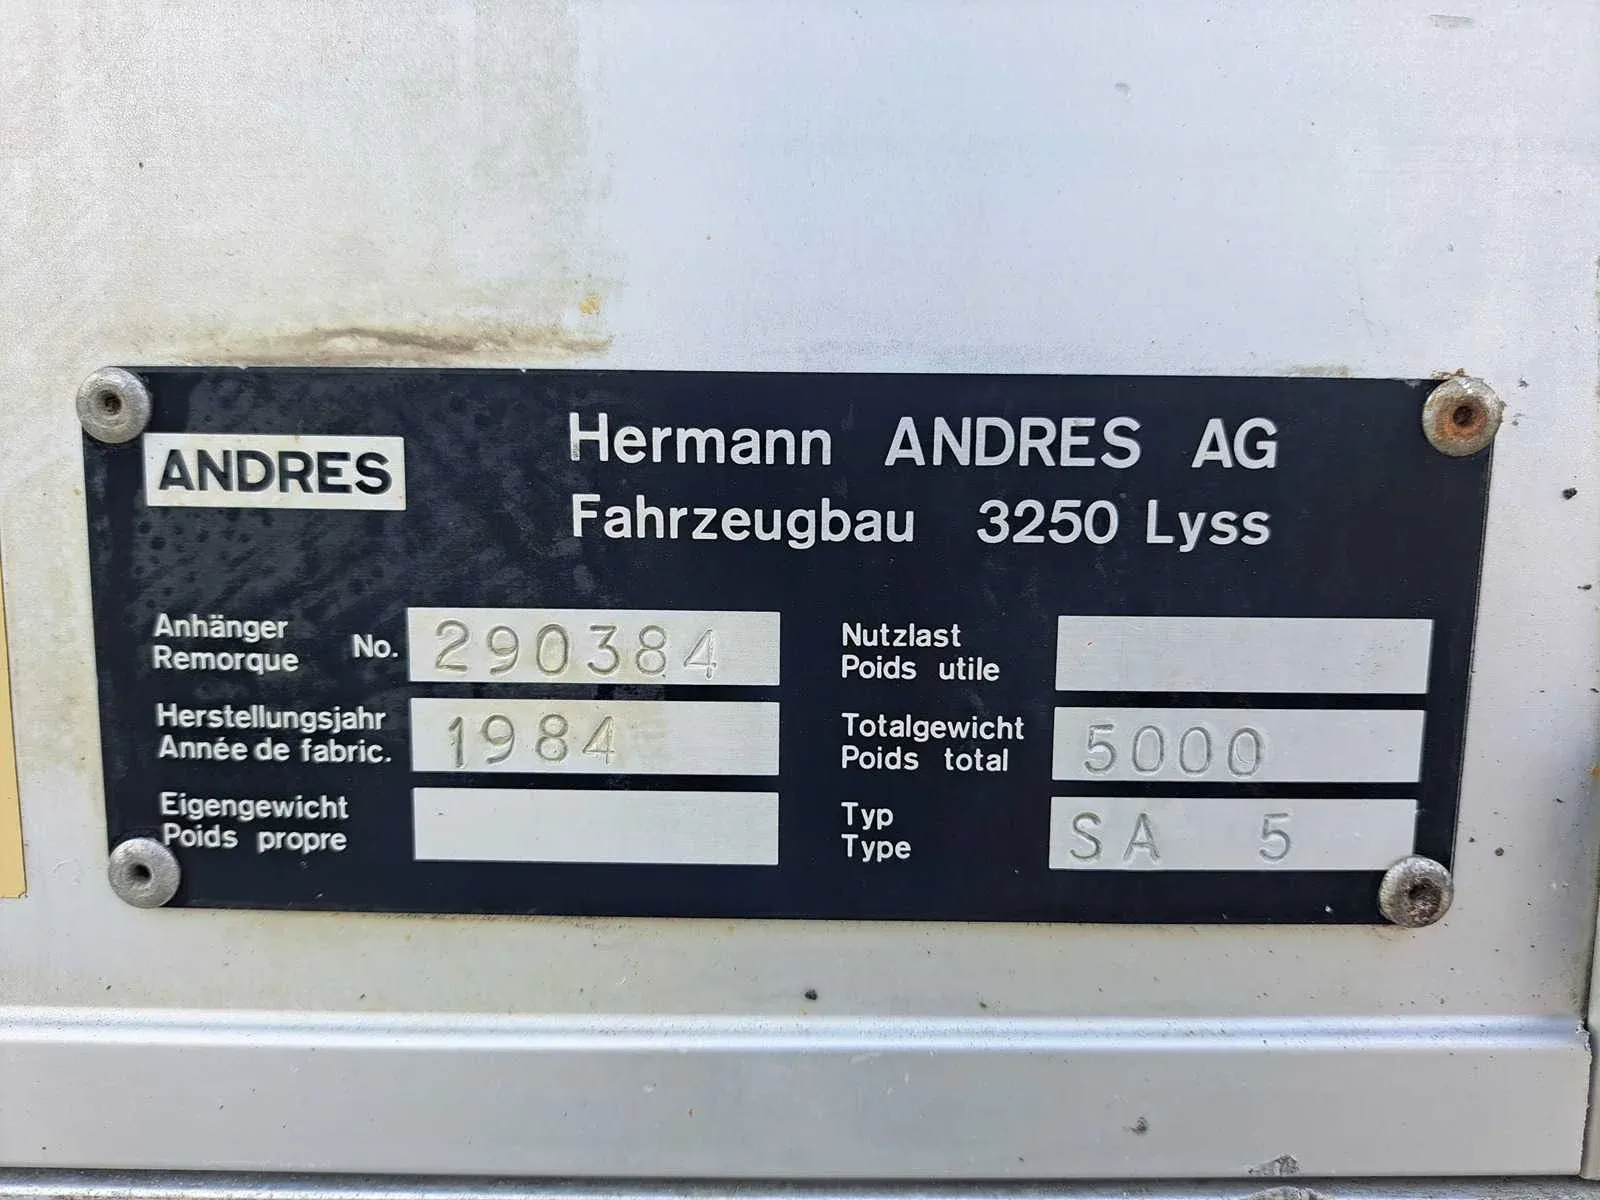 ANDRES
Hermann ANDRES AG
Fahrzeugbau 3250 Lyss
Anhänger
Remorque
No. 290384
Herstellungsjahr
Année de fabric.
1984
Eigengewicht
Poids propre
Nutzlast
Poids utile
Totalgewicht
Poids total
5000
Typ
Type
SA 5